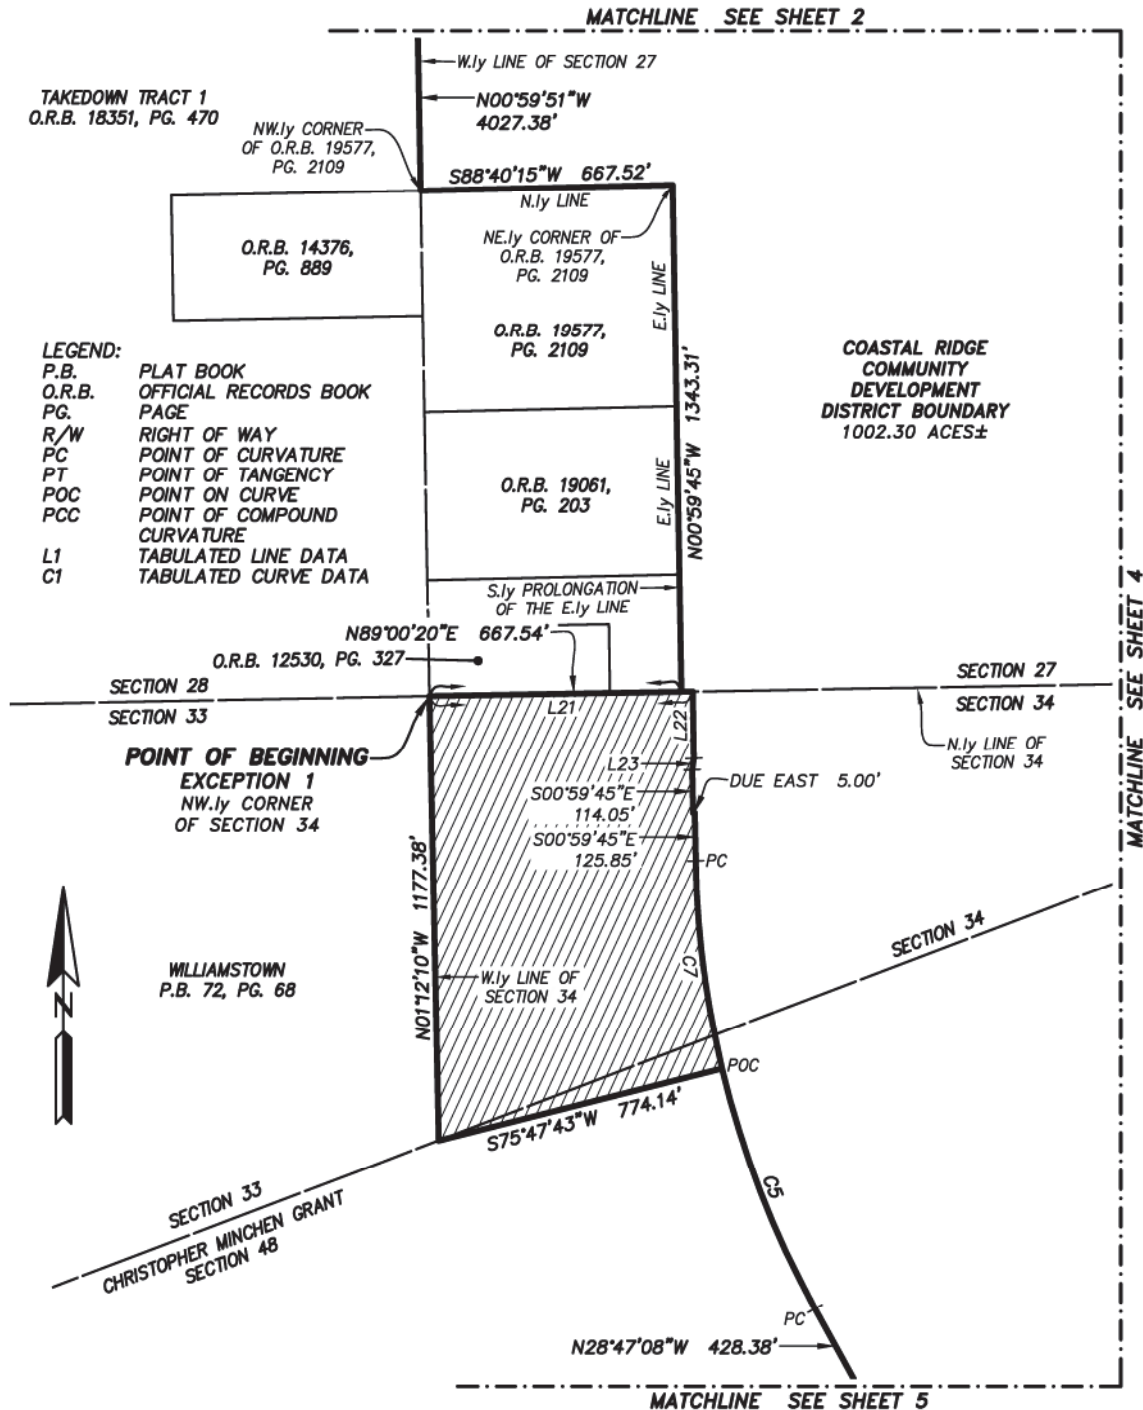 MATCHLINE SEE SHEET 2
W.ly LINE OF SECTION 27
TAKEDOWN TRACT 1
O.R.B. 18351, PG. 470
N00°59'51"W
4027.38'
NW.ly CORNER
OF O.R.B. 19577,
PG. 2109
S88°40'15"W 667.52'
N.ly LINE
O.R.B. 14376,
PG. 889
NE.ly CORNER OF
O.R.B. 19577,
PG. 2109
E.ly LINE
O.R.B. 19577,
PG. 2109
N00°59'45"W 1343.31'
COASTAL RIDGE
COMMUNITY
DEVELOPMENT
DISTRICT BOUNDARY
1002.30 ACES±
LEGEND:
P.B. PLAT BOOK
O.R.B. OFFICIAL RECORDS BOOK
PG. PAGE
R/W RIGHT OF WAY
PC POINT OF CURVATURE
PT POINT OF TANGENCY
POC POINT ON CURVE
PCC POINT OF COMPOUND
CURVATURE
L1 TABULATED LINE DATA
C1 TABULATED CURVE DATA
O.R.B. 19061,
PG. 203
E.ly LINE
S.ly PROLONGATION
OF THE E.ly LINE
MATCHLINE SEE SHEET 4
N89°00'20"E 667.54'
O.R.B. 12530, PG. 327
SECTION 28
SECTION 33
SECTION 27
SECTION 34
L21
L22
N.ly LINE OF
SECTION 34
POINT OF BEGINNING
EXCEPTION 1
NW.ly CORNER
OF SECTION 34
L23
DUE EAST 5.00'
S00°59'45"E
114.05'
S00°59'45"E
125.85'
PC
N01°12'10"W 1177.38'
SECTION 34
N
WILLIAMSTOWN
P.B. 72, PG. 68
W.ly LINE OF
SECTION 34
C7
POC
S75°47'43"W 774.14'
C5
SECTION 33
CHRISTOPHER MINCHEN GRANT
SECTION 48
PC
N28°47'08"W 428.38'
MATCHLINE SEE SHEET 5